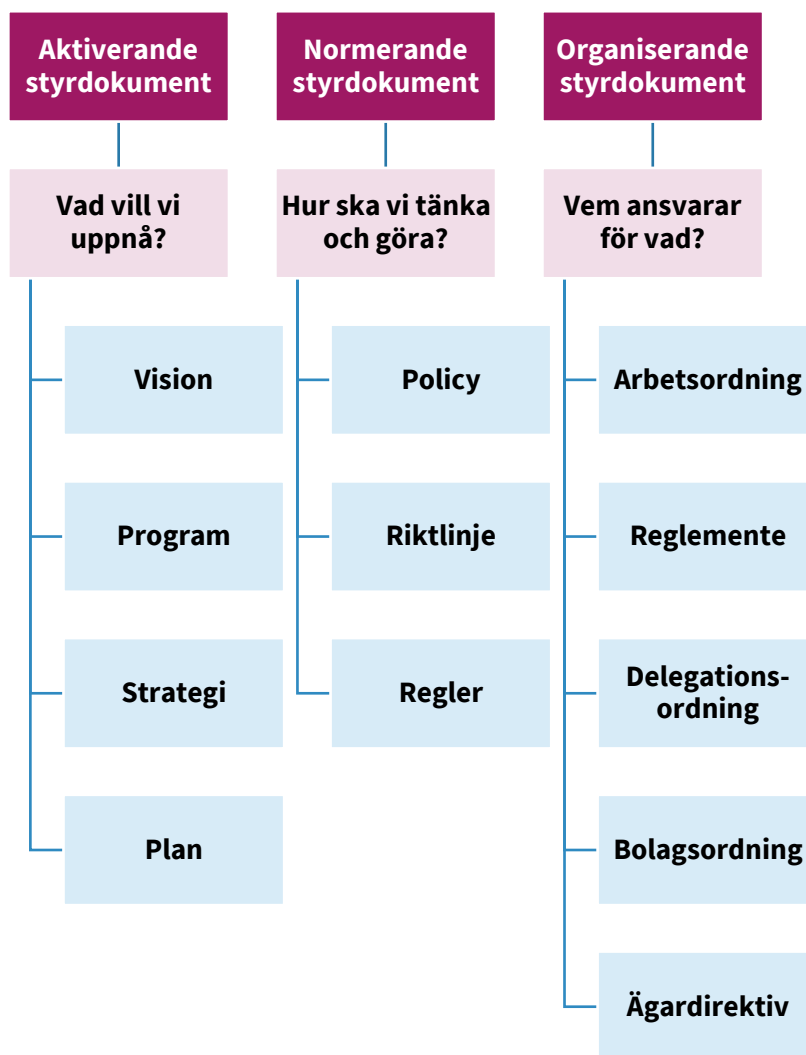 Aktiverande
styrdokument
Vad vill vi
uppnå?
Vision
Program
Strategi
Plan
Normerande
styrdokument
Hur ska vi tänka
och göra?
Policy
Riktlinje
Regler
Organiserande
styrdokument
Vem ansvarar
för vad?
Arbetsordning
Reglemente
Delegations-
ordning
Bolagsordning
Ägardirektiv